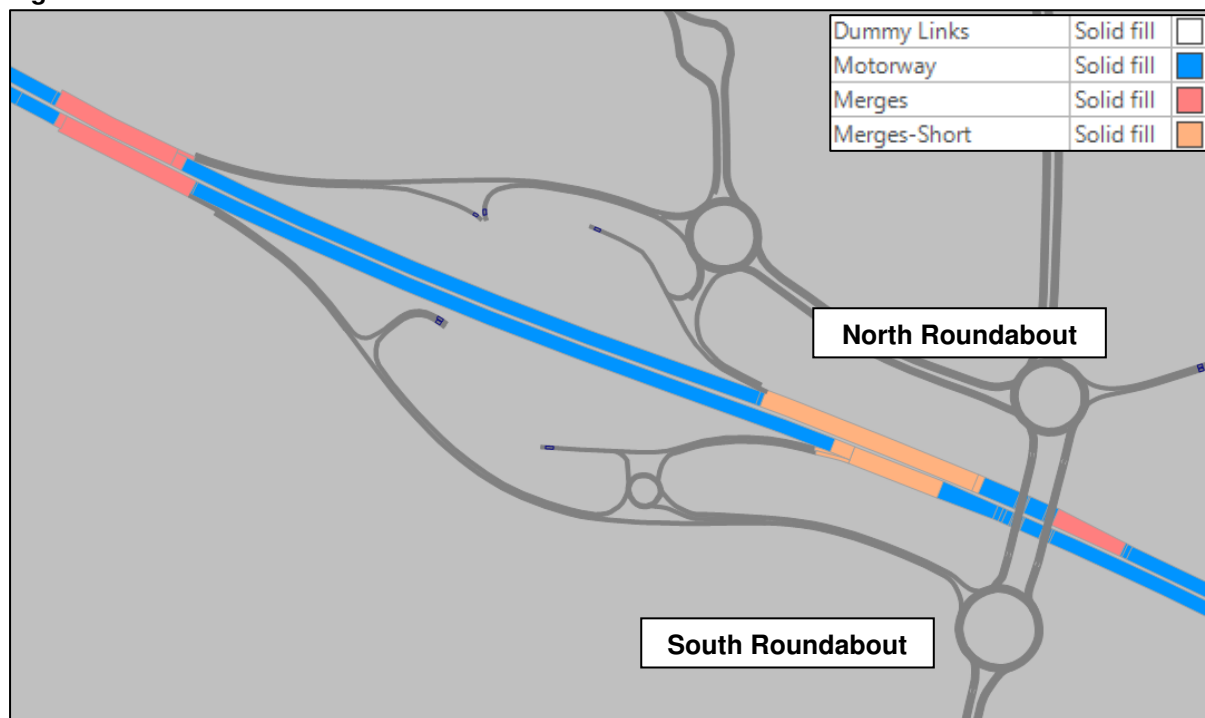 Dummy Links Solid fill
Motorway Solid fill
Merges Solid fill
Merges-Short Solid fill
North Roundabout
South Roundabout